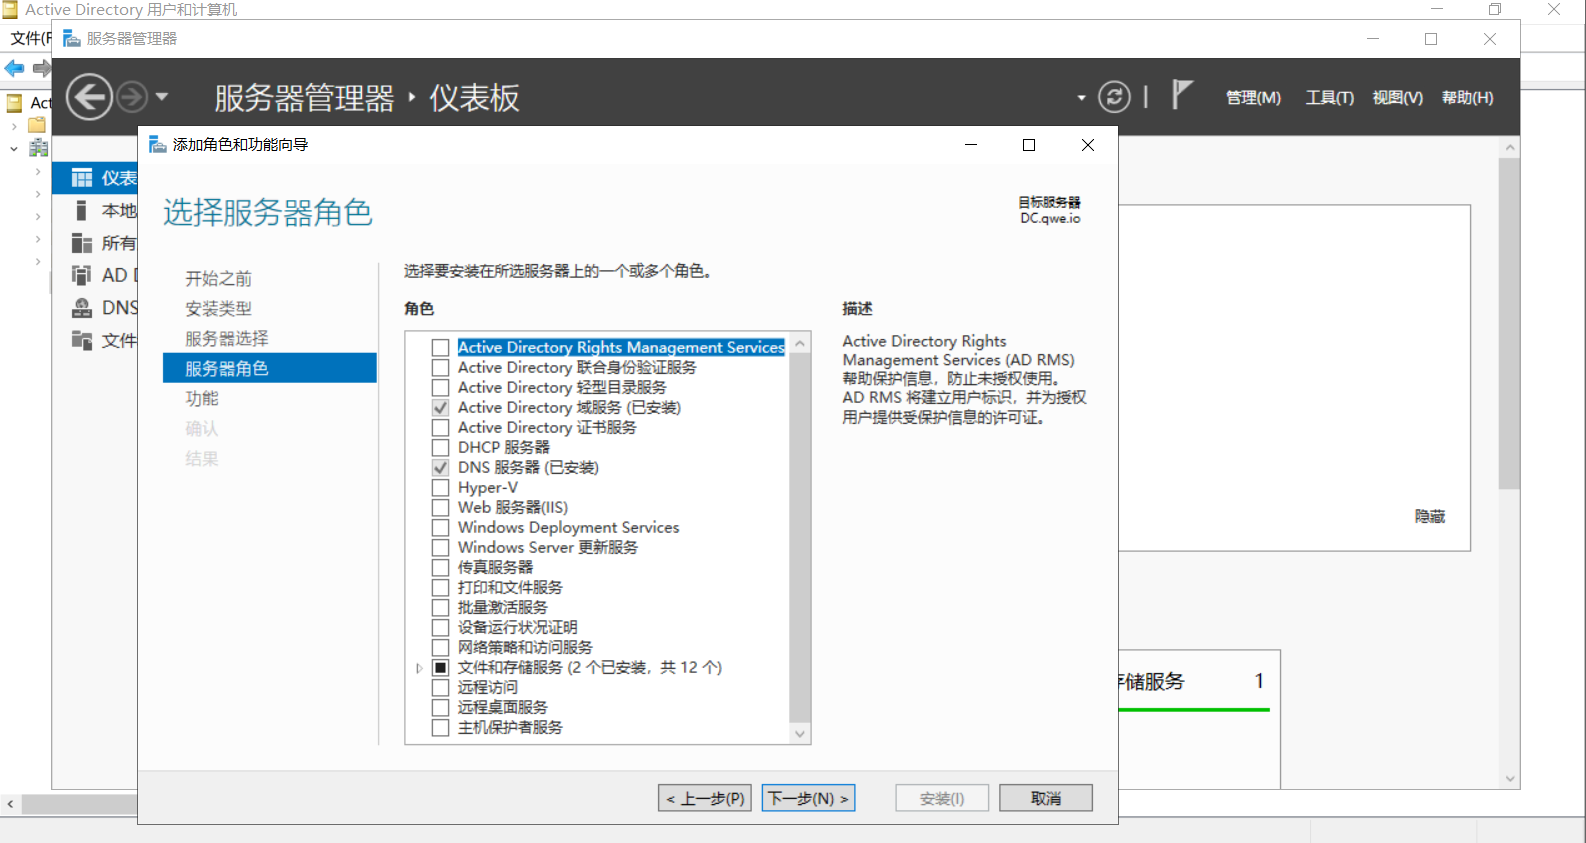 Active Directory 用户和计算机
文件(F
服务器管理器
服务器管理器 ‣ 仪表板
管理(M) 工具(T) 视图(V) 帮助(H)
Act
添加角色和功能向导
仪表
本地
所有
AD D
DNS
文件
选择服务器角色
目标服务器
DC.qwe.io
开始之前
安装类型
服务器选择
服务器角色
功能
确认
结果
选择要安装在所选服务器上的一个或多个角色。
角色
Active Directory Rights Management Services
Active Directory 联合身份验证服务
Active Directory 轻型目录服务
Active Directory 域服务 (已安装)
Active Directory 证书服务
DHCP 服务器
DNS 服务器 (已安装)
Hyper-V
Web 服务器(IIS)
Windows Deployment Services
Windows Server 更新服务
传真服务器
打印和文件服务
批量激活服务
设备运行状况证明
网络策略和访问服务
文件和存储服务 (2 个已安装，共 12 个)
远程访问
远程桌面服务
主机保护者服务
描述
Active Directory Rights
Management Services (AD RMS)
帮助保护信息，防止未授权使用。
AD RMS 将建立用户标识，并为授权
用户提供受保护信息的许可证。
隐藏
存储服务 1
< 上一步(P)
下一步(N) >
安装(I)
取消